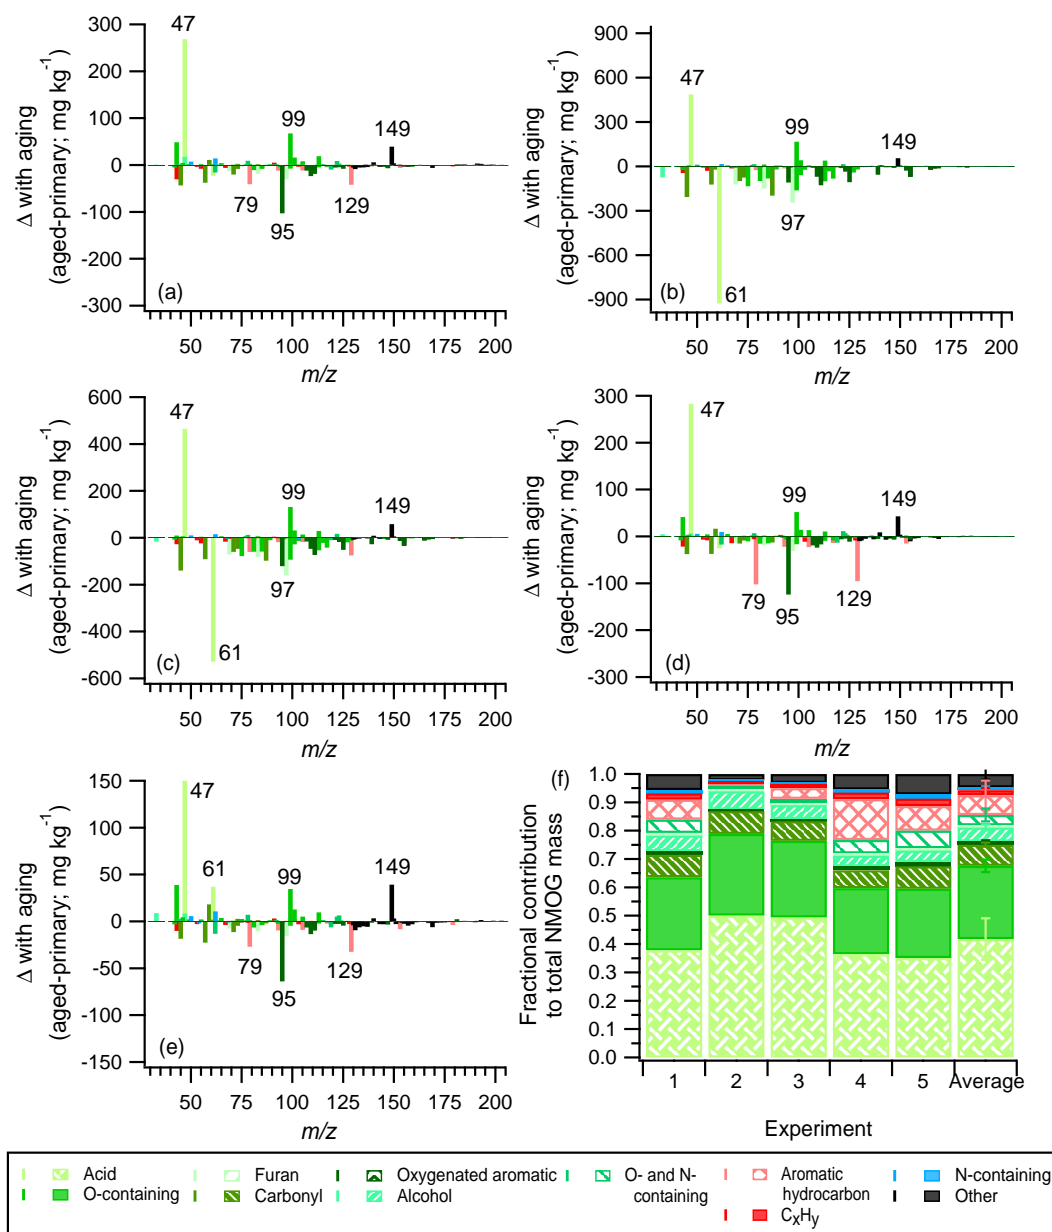 300
200
100
0
-100
-200
-300
Δ with aging
(aged-primary; mg kg⁻¹)
47
99
149
79
95
129
(a)
50 75 100 125 150 175 200
m/z
900
600
300
0
-300
-600
-900
Δ with aging
(aged-primary; mg kg⁻¹)
47
99
149
97
61
(b)
50 75 100 125 150 175 200
m/z
600
400
200
0
-200
-400
-600
Δ with aging
(aged-primary; mg kg⁻¹)
47
99
149
97
61
(c)
50 75 100 125 150 175 200
m/z
300
200
100
0
-100
-200
-300
Δ with aging
(aged-primary; mg kg⁻¹)
47
99
149
79
95
129
(d)
50 75 100 125 150 175 200
m/z
150
100
50
0
-50
-100
-150
Δ with aging
(aged-primary; mg kg⁻¹)
47
61
99
149
79
95
129
(e)
50 75 100 125 150 175 200
m/z
(f)
1.0
0.9
0.8
0.7
0.6
0.5
0.4
0.3
0.2
0.1
0.0
Fractional contribution
to total NMOG mass
1 2 3 4 5 Average
Experiment
Acid
O-containing
Furan
Carbonyl
Oxygenated aromatic
Alcohol
O- and N-
containing
Aromatic
hydrocarbon
CxHy
N-containing
Other